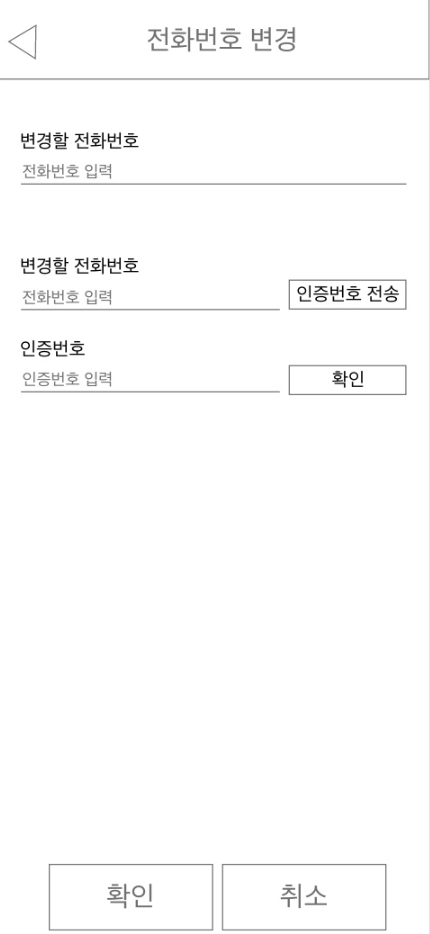 전화번호 변경
변경할 전화번호
전화번호 입력
변경할 전화번호
전화번호 입력
인증번호 전송
인증번호
인증번호 입력
확인
확인
취소